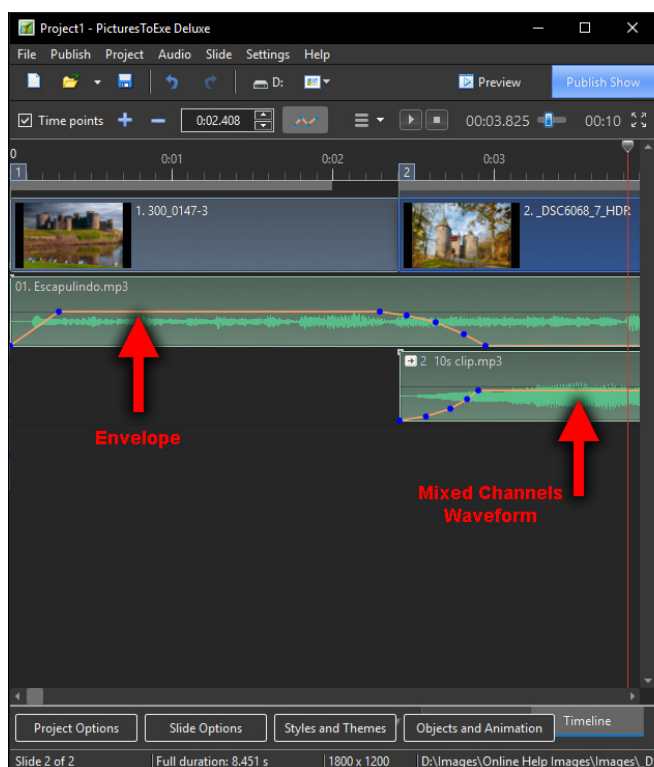 Project1 - PicturesToExe Deluxe
File Publish Project Audio Slide Settings Help
D: Preview Publish Show
Time points 0:02.408 00:03.825 00:10
0 0:01 0:02 0:03
1 2
1. 300_0147-3 2. _DSC6068_7_HDR
01. Escapulindo.mp3
2 10s clip.mp3
Envelope
Mixed Channels
Waveform
Project Options Slide Options Styles and Themes Objects and Animation Timeline
Slide 2 of 2 Full duration: 8.451 s 1800 x 1200 D:\Images\Online Help Images\Images\_D